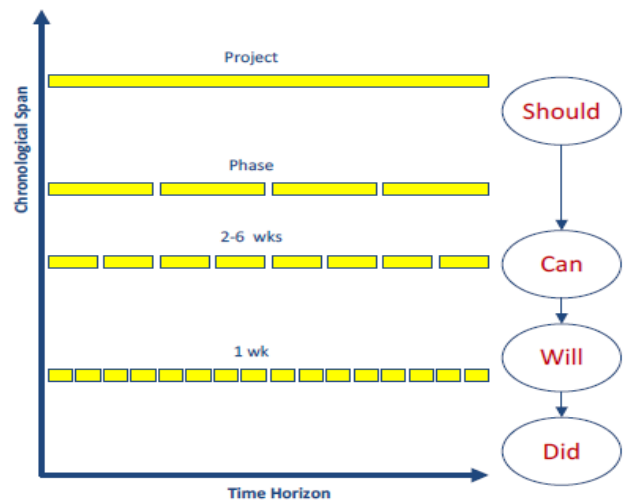 Chronological Span
Project
Should
Phase
2-6 wks
Can
1 wk
Will
Did
Time Horizon